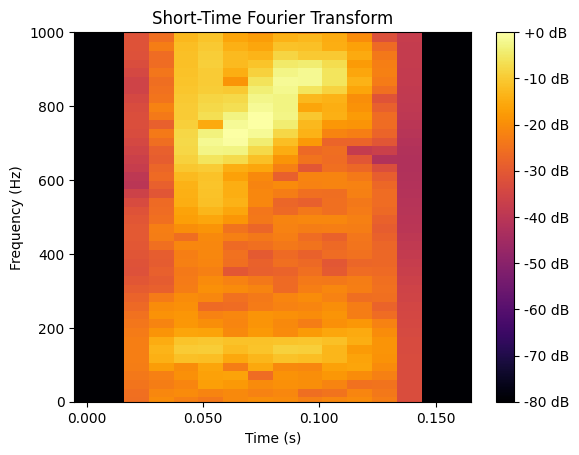 Short-Time Fourier Transform
1000
800
600
400
200
0
Frequency (Hz)
0.000
0.050
0.100
0.150
Time (s)
+0 dB
-10 dB
-20 dB
-30 dB
-40 dB
-50 dB
-60 dB
-70 dB
-80 dB